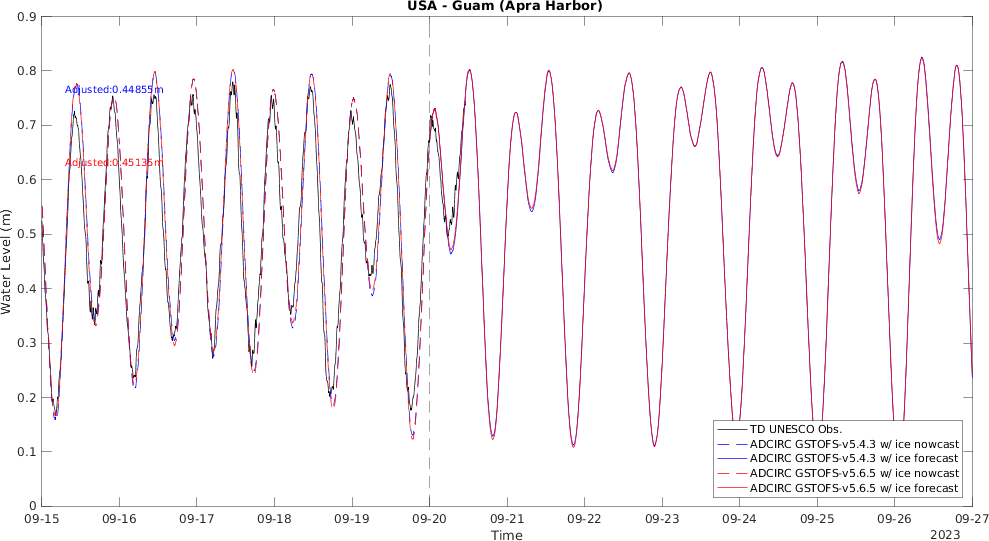 USA - Guam (Apra Harbor)
0.9
0.8
0.7
0.6
0.5
0.4
0.3
0.2
0.1
0
Water Level (m)
Adjusted:0.44855m
Adjusted:0.45135m
TD UNESCO Obs.
ADCIRC GSTOFS-v5.4.3 w/ ice nowcast
ADCIRC GSTOFS-v5.4.3 w/ ice forecast
ADCIRC GSTOFS-v5.6.5 w/ ice nowcast
ADCIRC GSTOFS-v5.6.5 w/ ice forecast
09-15 09-16 09-17 09-18 09-19 09-20 09-21 09-22 09-23 09-24 09-25 09-26 09-27
Time
2023